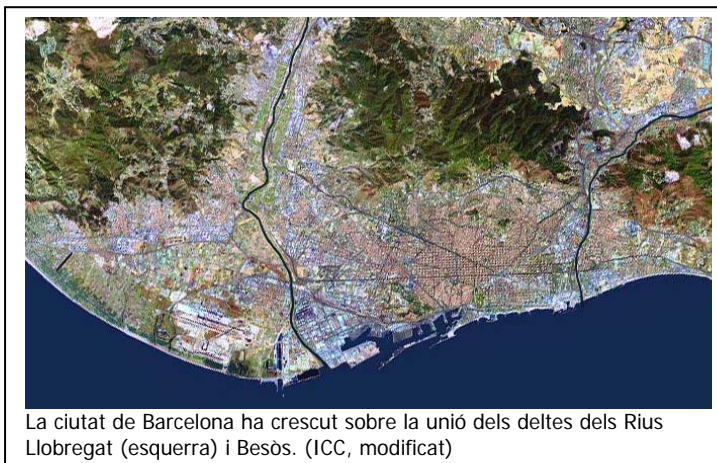 La ciutat de Barcelona ha crescut sobre la unió dels deltes dels Rius
Llobregat (esquerra) i Besòs. (ICC, modificat)